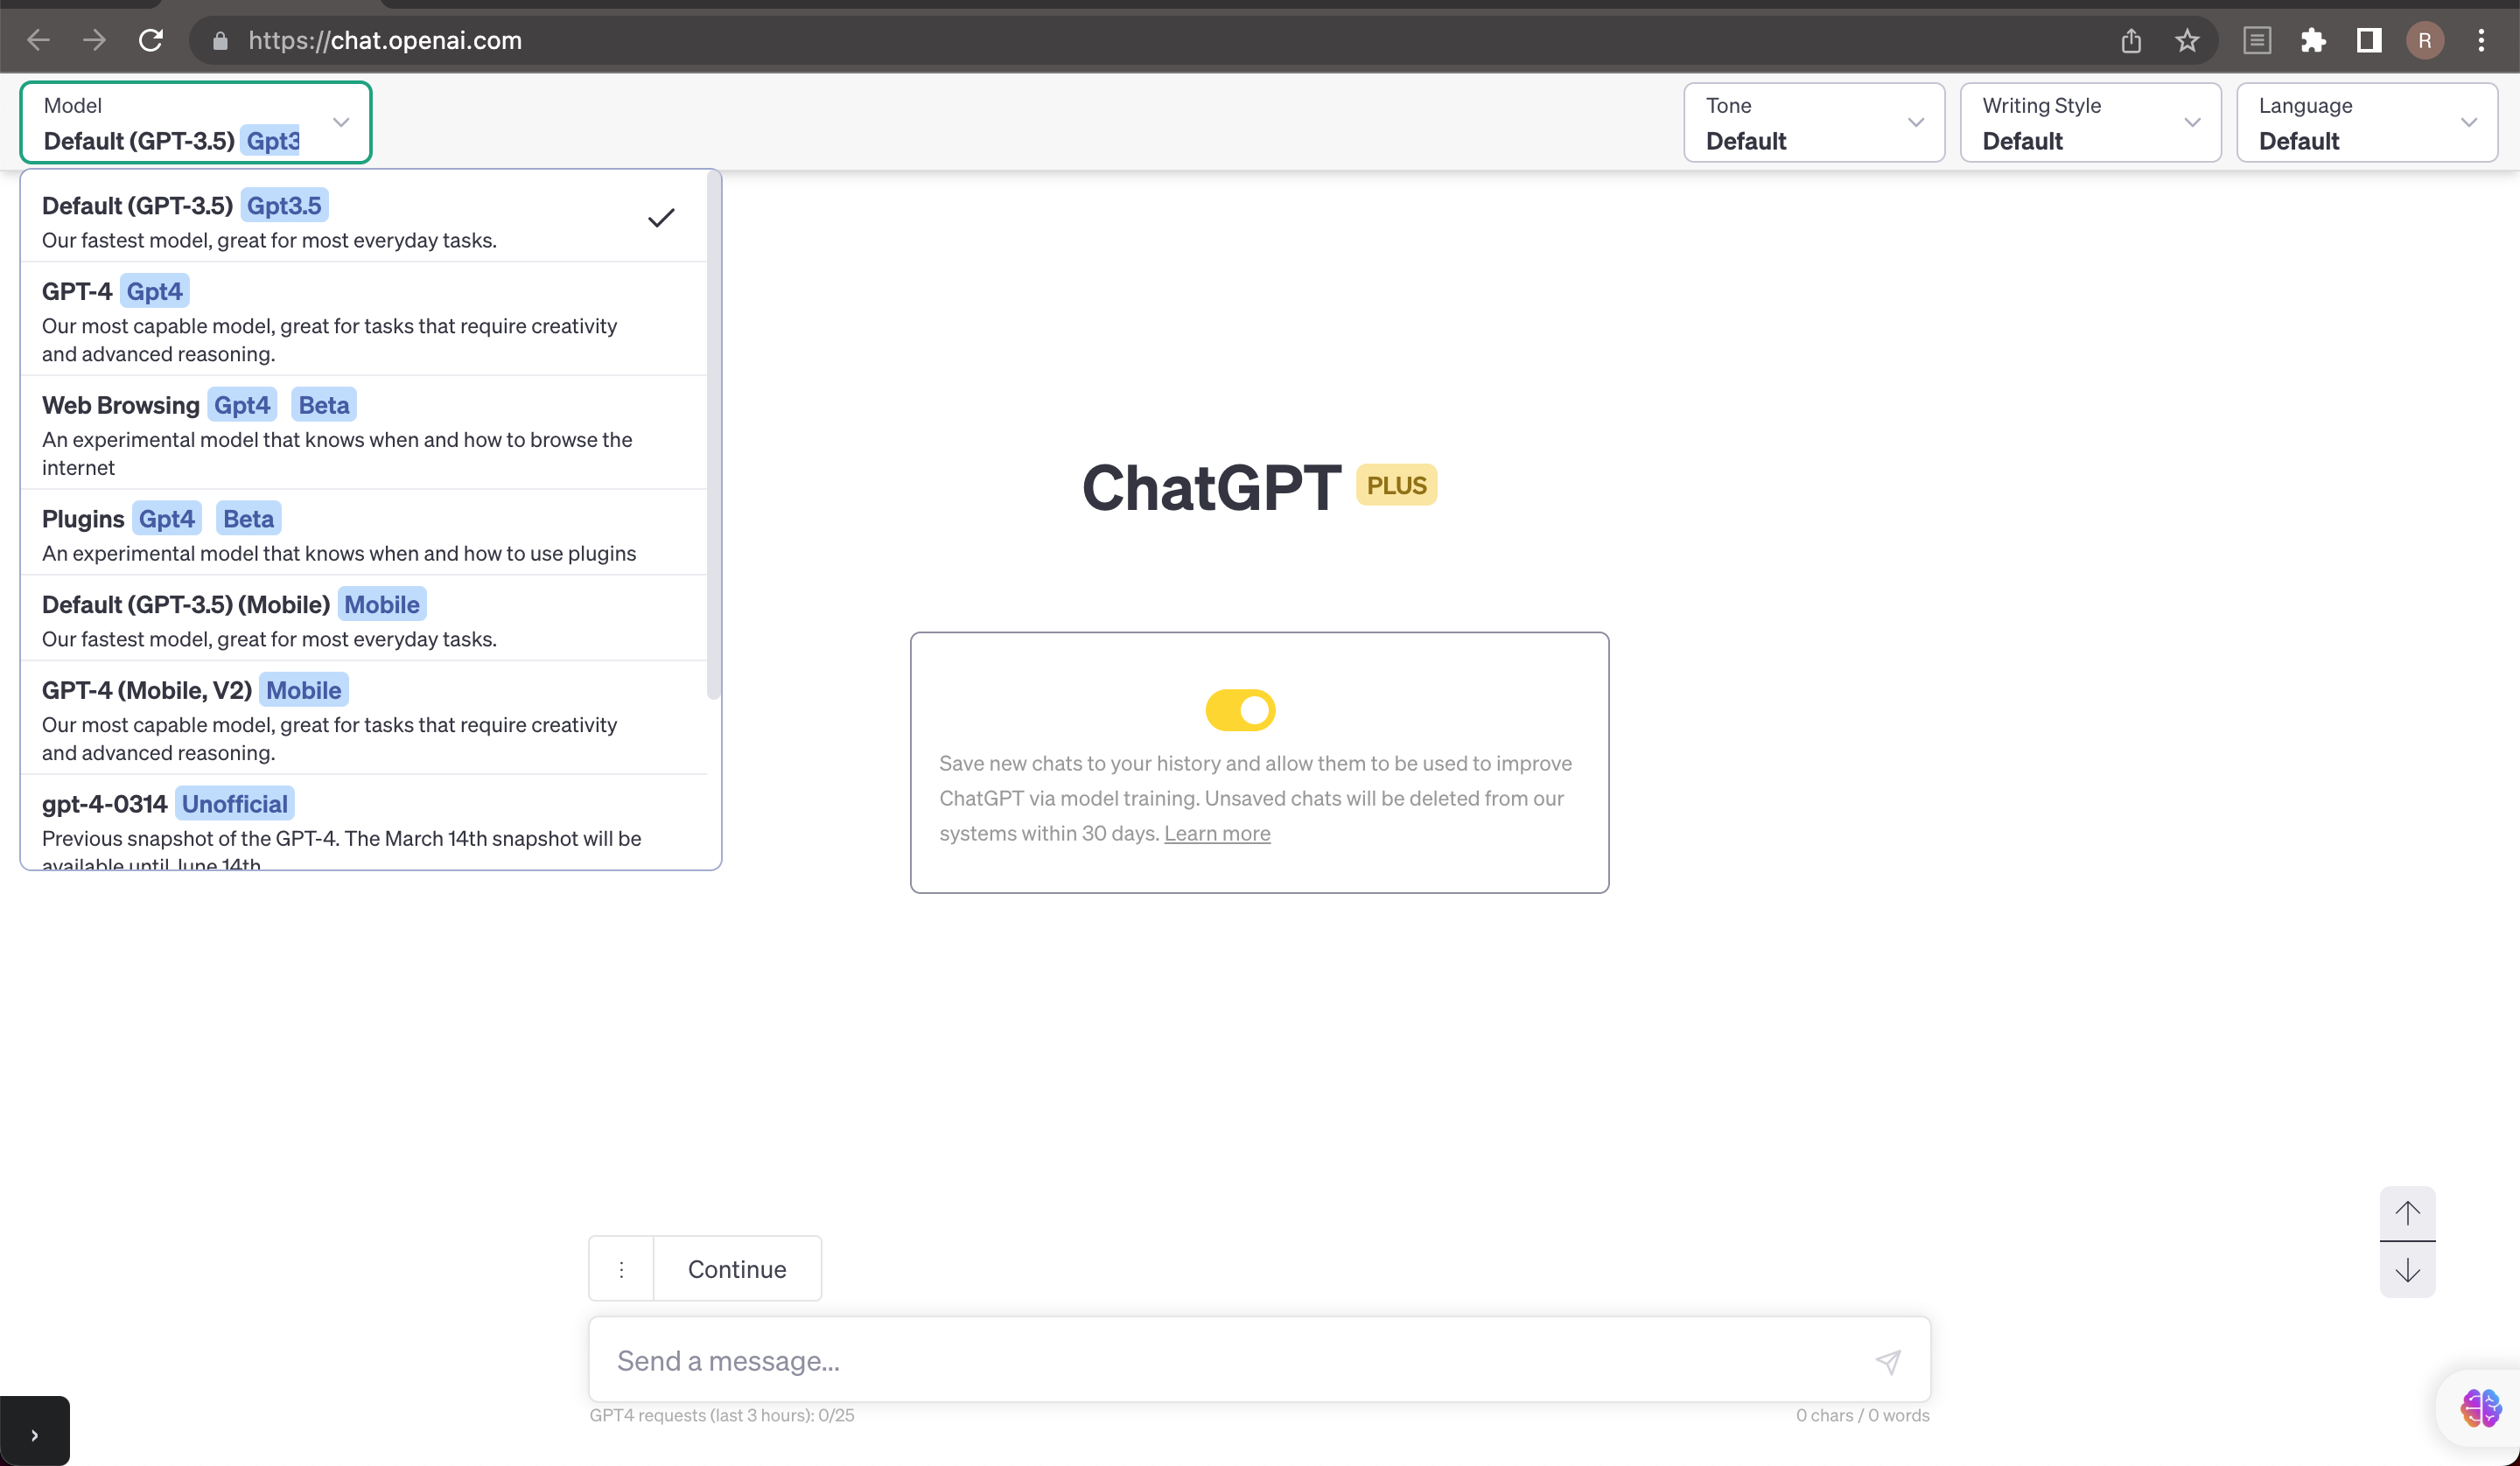 https://chat.openai.com
R
Model
Default (GPT-3.5) Gpt3
Tone
Default
Writing Style
Default
Language
Default
Default (GPT-3.5) Gpt3.5
Our fastest model, great for most everyday tasks.
GPT-4 Gpt4
Our most capable model, great for tasks that require creativity
and advanced reasoning.
Web Browsing Gpt4 Beta
An experimental model that knows when and how to browse the
internet
Plugins Gpt4 Beta
An experimental model that knows when and how to use plugins
Default (GPT-3.5) (Mobile) Mobile
Our fastest model, great for most everyday tasks.
GPT-4 (Mobile, V2) Mobile
Our most capable model, great for tasks that require creativity
and advanced reasoning.
gpt-4-0314 Unofficial
Previous snapshot of the GPT-4. The March 14th snapshot will be
available until June 14th
ChatGPT PLUS
Save new chats to your history and allow them to be used to improve
ChatGPT via model training. Unsaved chats will be deleted from our
systems within 30 days. Learn more
Continue
Send a message...
GPT4 requests (last 3 hours): 0/25
0 chars / 0 words